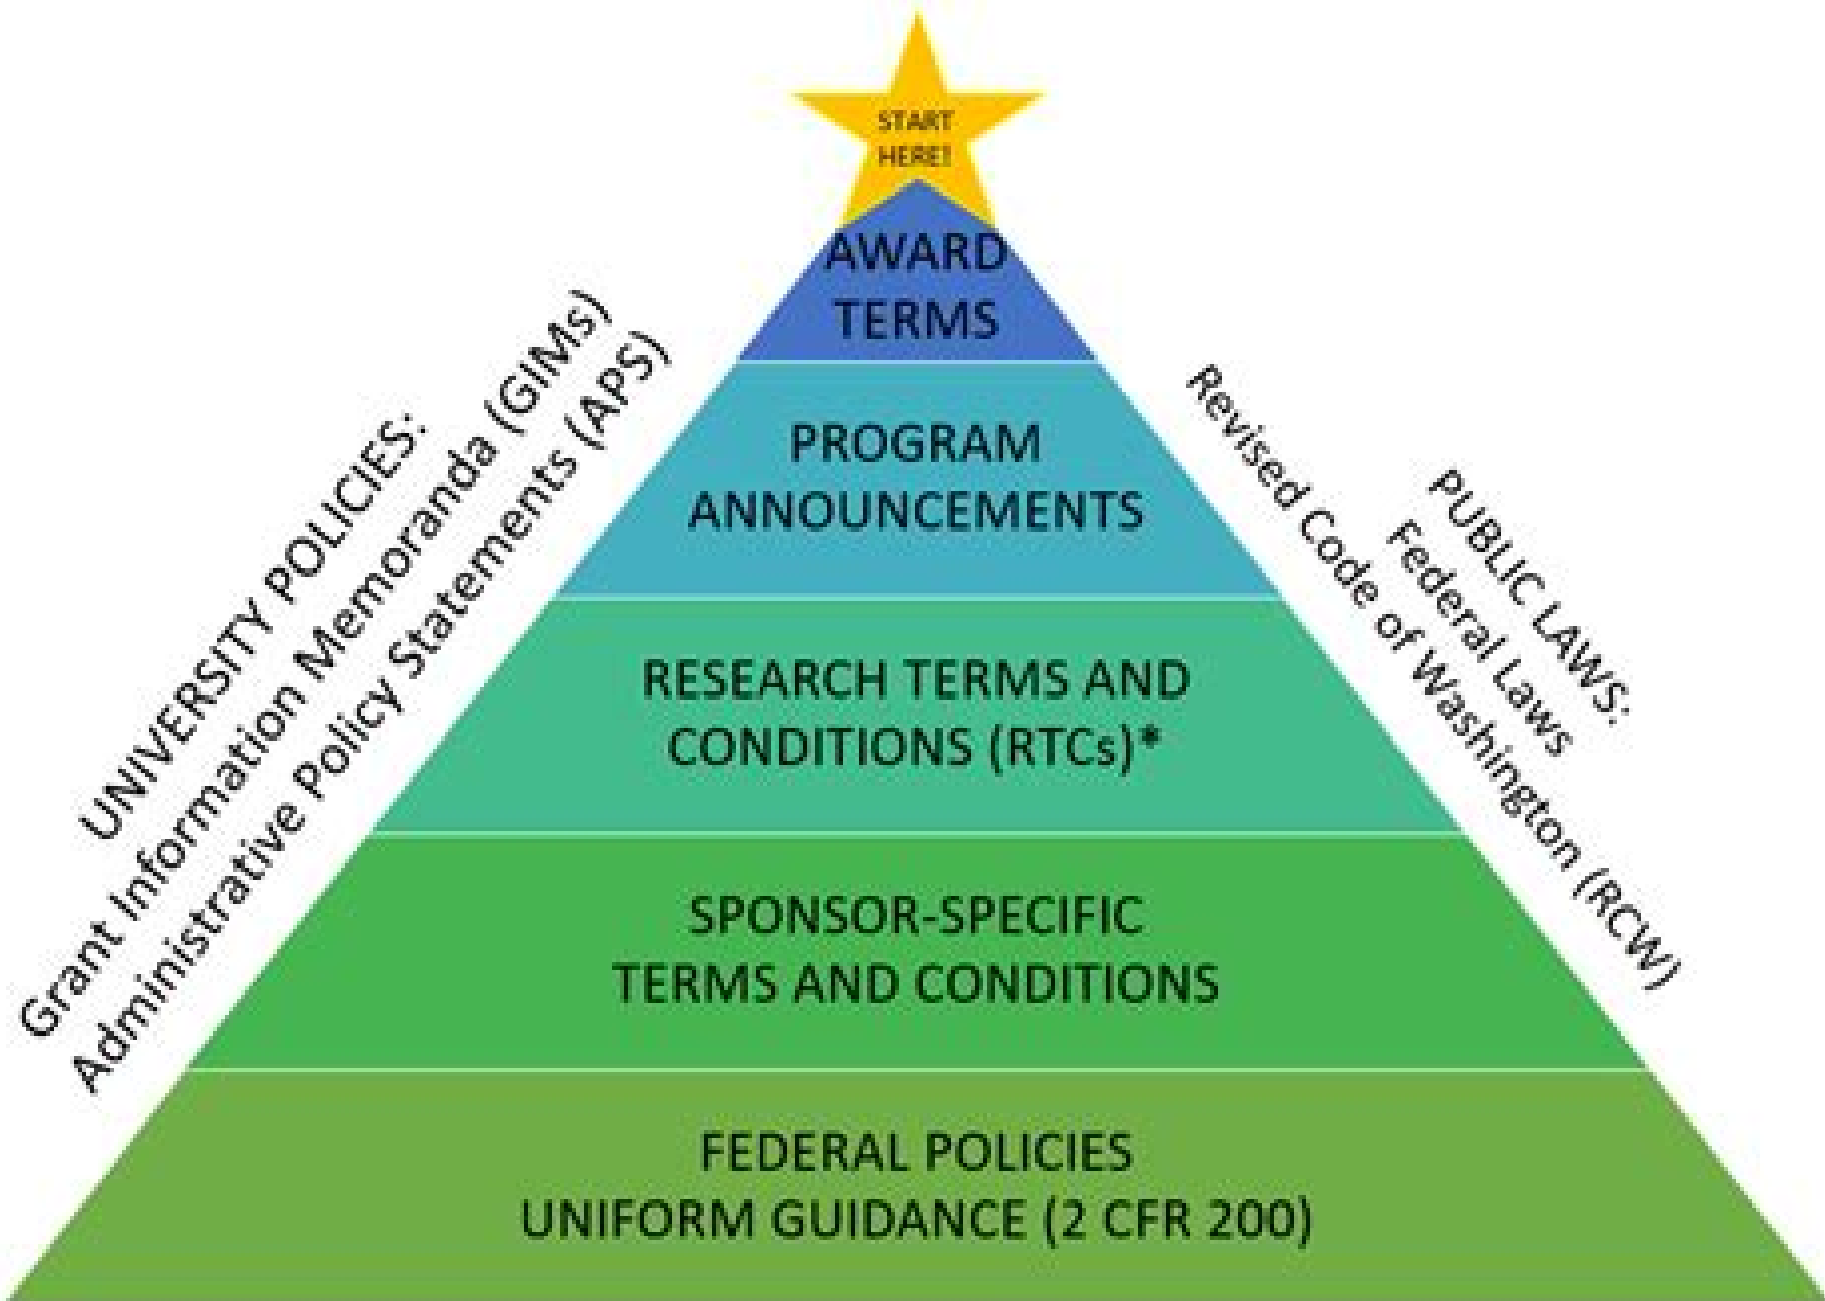 START
HERE!
AWARD
TERMS
PROGRAM
ANNOUNCEMENTS
RESEARCH TERMS AND
CONDITIONS (RTCs)*
SPONSOR-SPECIFIC
TERMS AND CONDITIONS
FEDERAL POLICIES
UNIFORM GUIDANCE (2 CFR 200)
UNIVERSITY POLICIES:
Grant Information Memoranda (GIMs)
Administrative Policy Statements (APS)
PUBLIC LAWS:
Federal Laws
Revised Code of Washington (RCW)